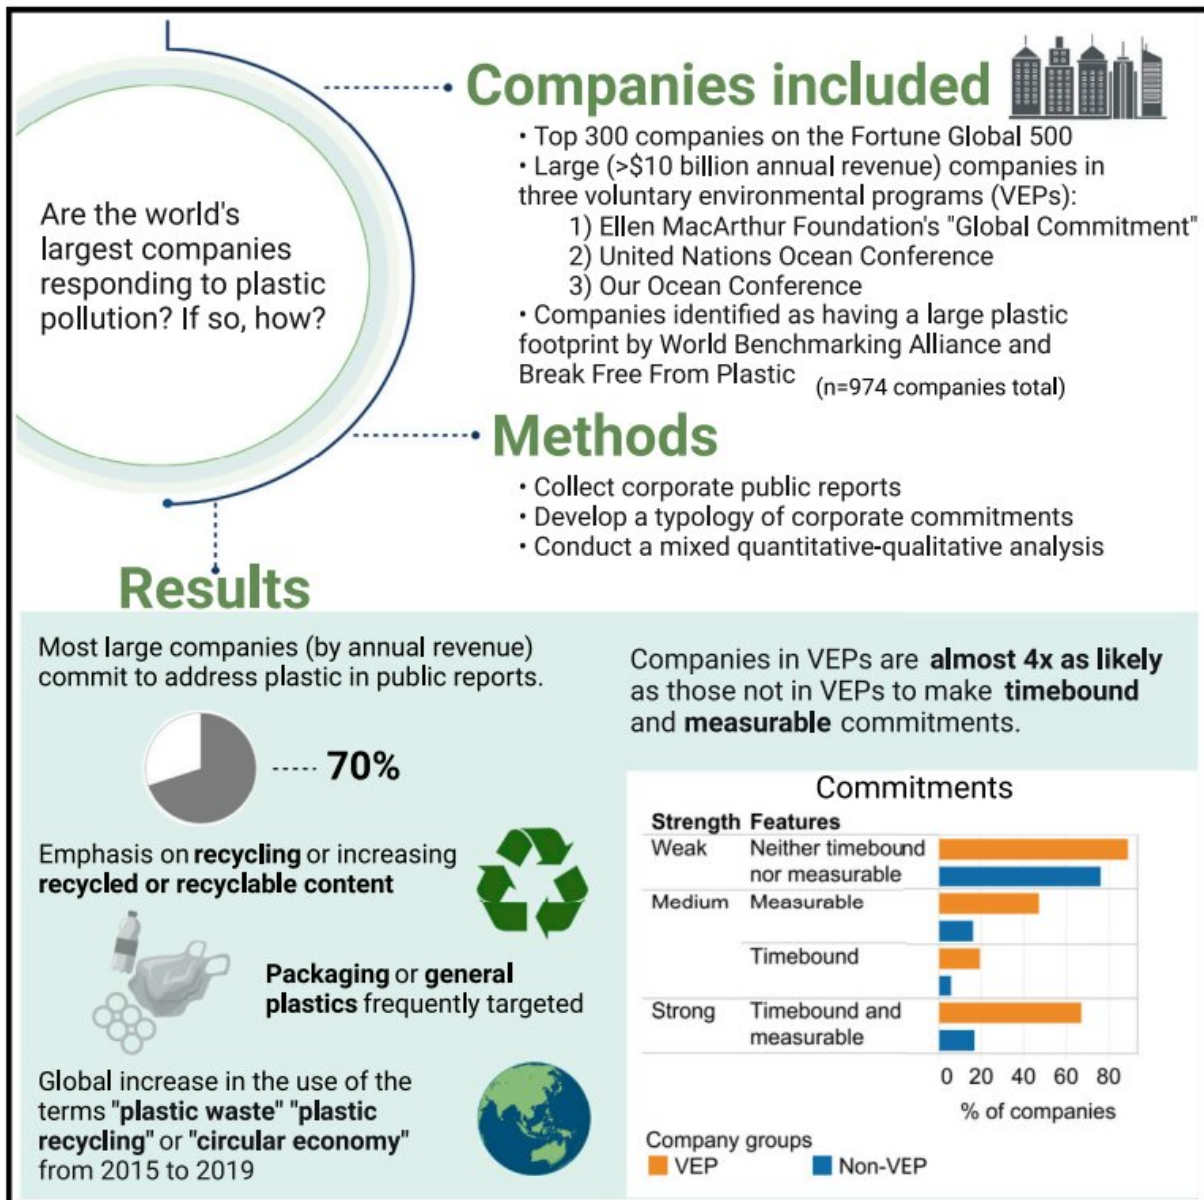 Companies included
• Top 300 companies on the Fortune Global 500
• Large (>$10 billion annual revenue) companies in
three voluntary environmental programs (VEPs):
1) Ellen MacArthur Foundation's "Global Commitment"
2) United Nations Ocean Conference
3) Our Ocean Conference
• Companies identified as having a large plastic
footprint by World Benchmarking Alliance and
Break Free From Plastic (n=974 companies total)
Are the world's
largest companies
responding to plastic
pollution? If so, how?
Methods
• Collect corporate public reports
• Develop a typology of corporate commitments
• Conduct a mixed quantitative-qualitative analysis
Results
Most large companies (by annual revenue)
commit to address plastic in public reports.
70%
Emphasis on recycling or increasing
recycled or recyclable content
Packaging or general
plastics frequently targeted
Global increase in the use of the
terms "plastic waste" "plastic
recycling" or "circular economy"
from 2015 to 2019
Companies in VEPs are almost 4x as likely
as those not in VEPs to make timebound
and measurable commitments.
Commitments
Strength Features
Weak Neither timebound
nor measurable
Medium Measurable
Timebound
Strong Timebound and
measurable
0 20 40 60 80
% of companies
Company groups
VEP Non-VEP